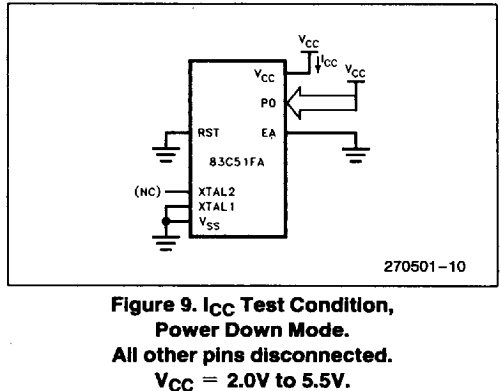 VCC
ICC
VCC
VCC
P0
RST
EA
83C51FA
(NC)
XTAL2
XTAL1
VSS
270501-10
Figure 9. ICC Test Condition,
Power Down Mode.
All other pins disconnected.
VCC = 2.0V to 5.5V.